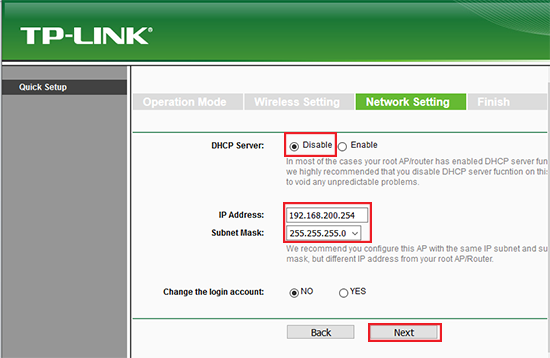 TP-LINK®
Quick Setup
Operation Mode Wireless Setting Network Setting Finish
DHCP Server: Disable Enable
In most of the cases your root AP/router has enabled DHCP server fun
we highly recommended that you disable DHCP server fucntion on this
to void any unpredictable problems.
IP Address: 192.168.200.254
Subnet Mask: 255.255.255.0
We recommend you configure this AP with the same IP subnet and su
mask, but different IP address from your root AP/Router.
Change the login account: NO YES
Back Next